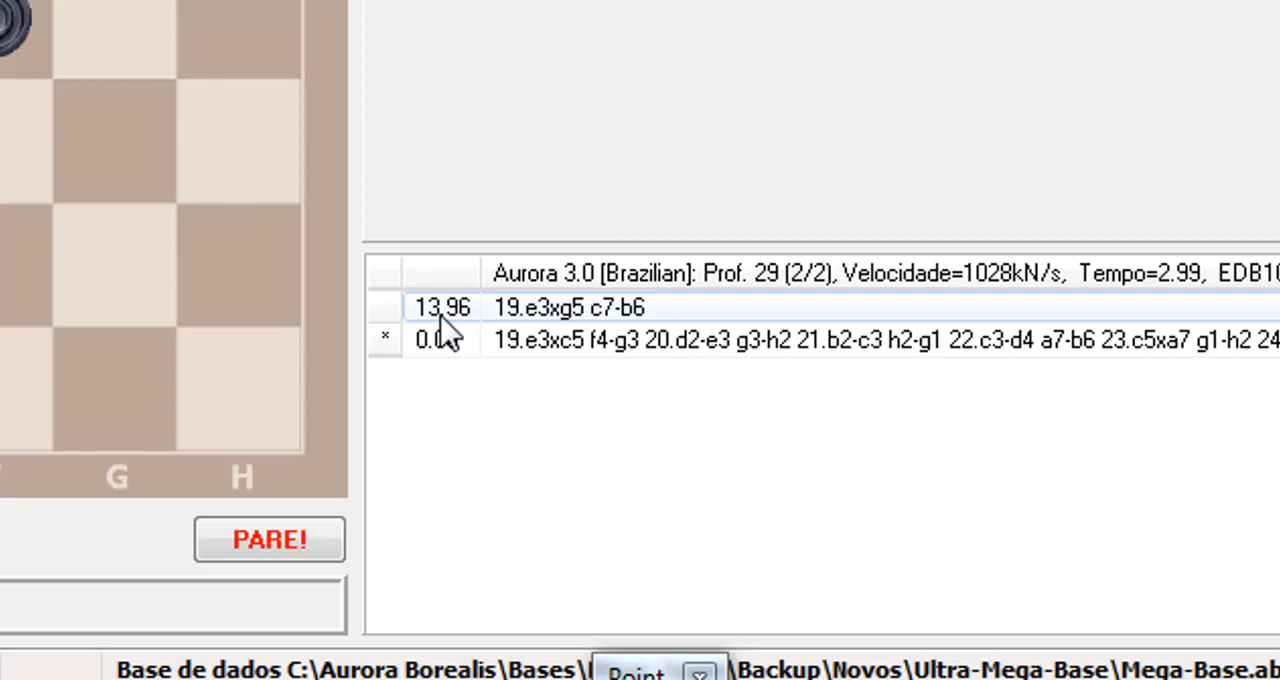 Aurora 3.0 [Brazilian]: Prof. 29 (2/2), Velocidade=1028kN/s, Tempo=2.99,
13,96 19.e3xg5 c7-b6
* 19.e3xc5 f4-g3 20.d2-e3 g3-h2 21.b2-c3 h2-g1 22.c3-d4 a7-b6 23.c5xa7 g1-h2
G H
PARE!
Base de dados C:\Aurora Borealis\Bases\ \Backup\Novos\Ultra-Mega-Base\Mega-Base.ab
Point